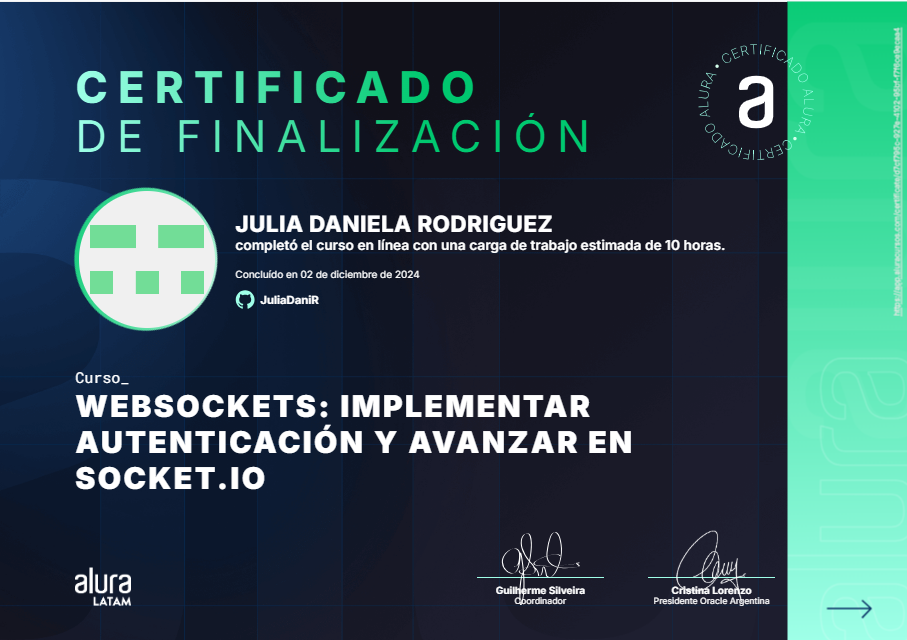 CERTIFICADO
DE FINALIZACIÓN
CERTIFICADO ALURA • CERTIFICADO ALURA •
a
JULIA DANIELA RODRIGUEZ
completó el curso en línea con una carga de trabajo estimada de 10 horas.
Concluído en 02 de diciembre de 2024
JuliaDaniR
Curso_
WEBSOCKETS: IMPLEMENTAR
AUTENTICACIÓN Y AVANZAR EN
SOCKET.IO
Guilherme Silveira
Coordinador
Cristina Lorenzo
Presidente Oracle Argentina
alura
LATAM
alura